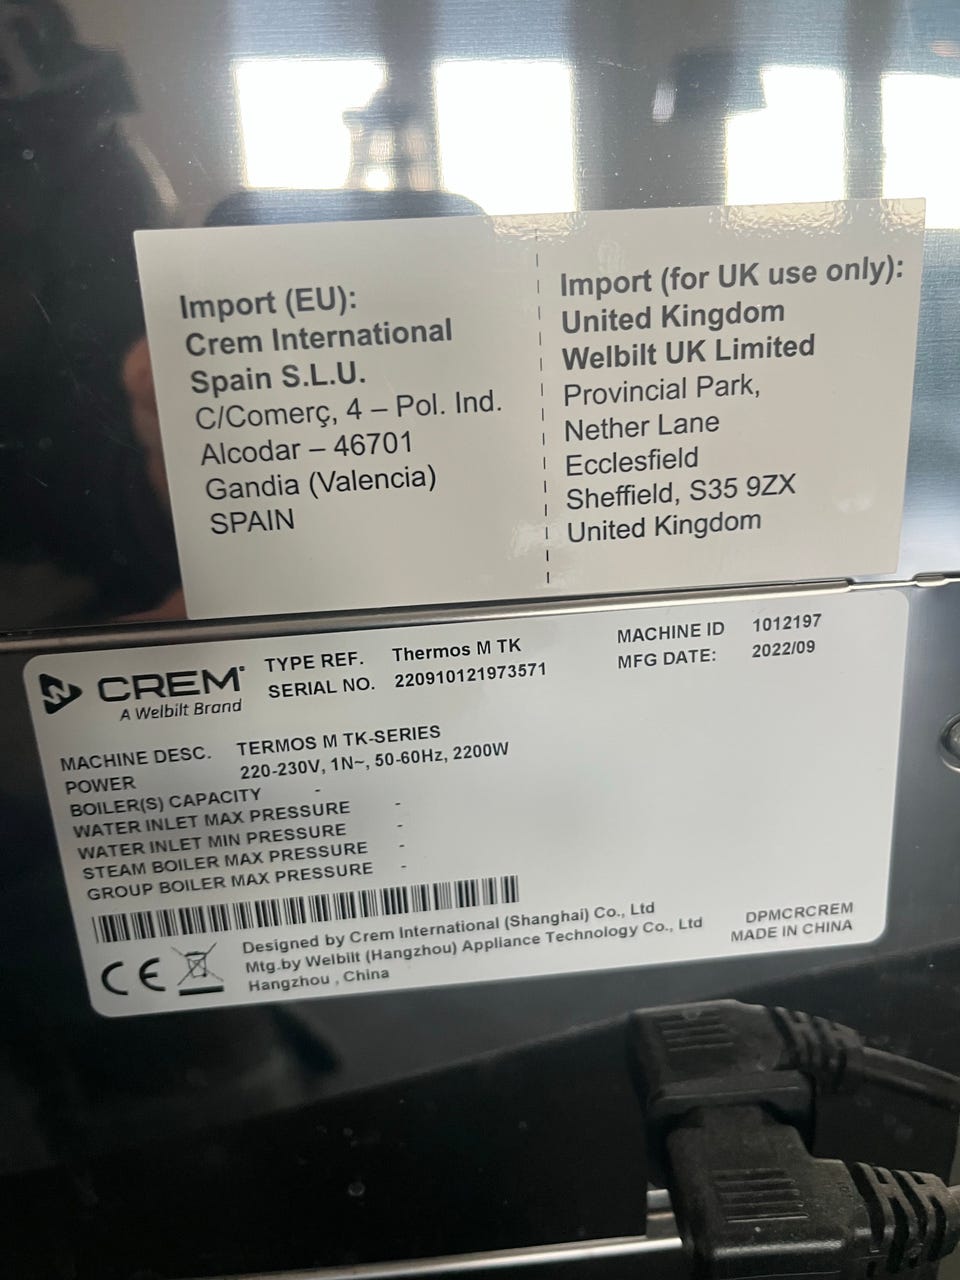 Import (EU):
Crem International
Spain S.L.U.
C/Comerç, 4 – Pol. Ind.
Alcodar – 46701
Gandia (Valencia)
SPAIN
Import (for UK use only):
United Kingdom
Welbilt UK Limited
Provincial Park,
Nether Lane
Ecclesfield
Sheffield, S35 9ZX
United Kingdom
CREM
A Welbilt Brand
TYPE REF. Thermos M TK
SERIAL NO. 220910121973571
MACHINE ID 1012197
MFG DATE: 2022/09
MACHINE DESC. TERMOS M TK-SERIES
POWER 220-230V, 1N~, 50-60Hz, 2200W
BOILER(S) CAPACITY -
WATER INLET MAX PRESSURE -
WATER INLET MIN PRESSURE -
STEAM BOILER MAX PRESSURE -
GROUP BOILER MAX PRESSURE -
CE
Designed by Crem International (Shanghai) Co., Ltd
Mtg.by Welbilt (Hangzhou) Appliance Technology Co., Ltd
Hangzhou , China
DPMCRCREM
MADE IN CHINA